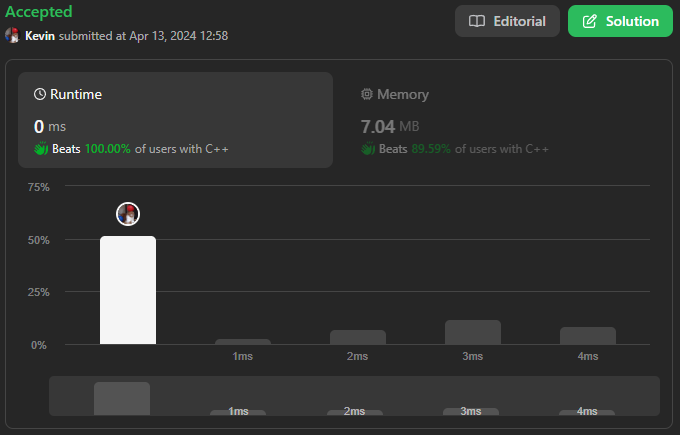 Accepted
Editorial
Solution
Kevin submitted at Apr 13, 2024 12:58
Runtime
Memory
0 ms
7.04 MB
Beats 100.00% of users with C++
Beats 89.59% of users with C++
75%
50%
25%
0%
1ms 2ms 3ms 4ms
1ms 2ms 3ms 4ms